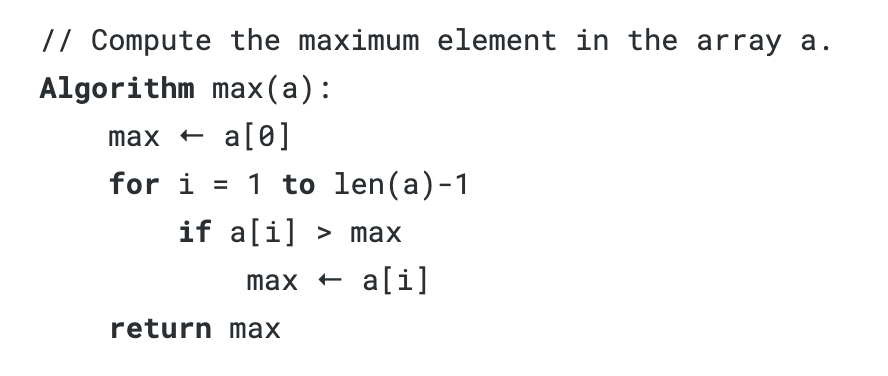 // Compute the maximum element in the array a.
Algorithm max(a):
    max ← a[0]
    for i = 1 to len(a)-1
        if a[i] > max
            max ← a[i]
    return max